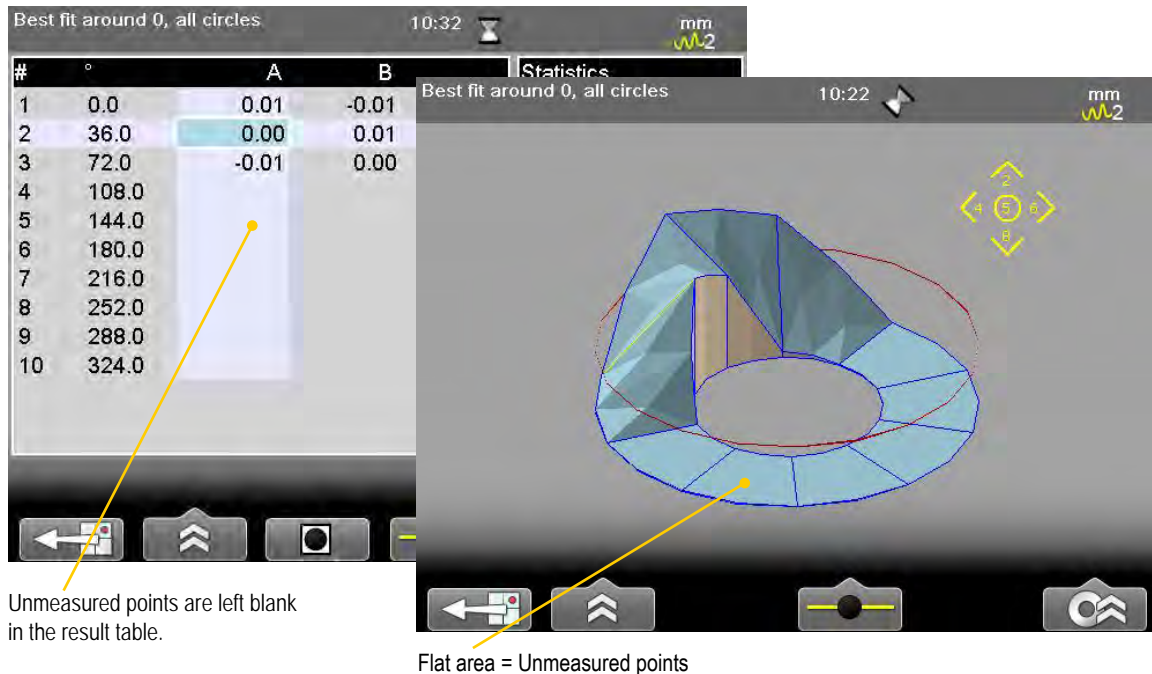 Best fit around 0, all circles 10:32 mm
2
# ° A B Statistics
1 0.0 0.01 -0.01
2 36.0 0.00 0.01
3 72.0 -0.01 0.00
4 108.0
5 144.0
6 180.0
7 216.0
8 252.0
9 288.0
10 324.0
Unmeasured points are left blank
in the result table.
Best fit around 0, all circles 10:22 mm
2
2
4 5 6
8
Flat area = Unmeasured points